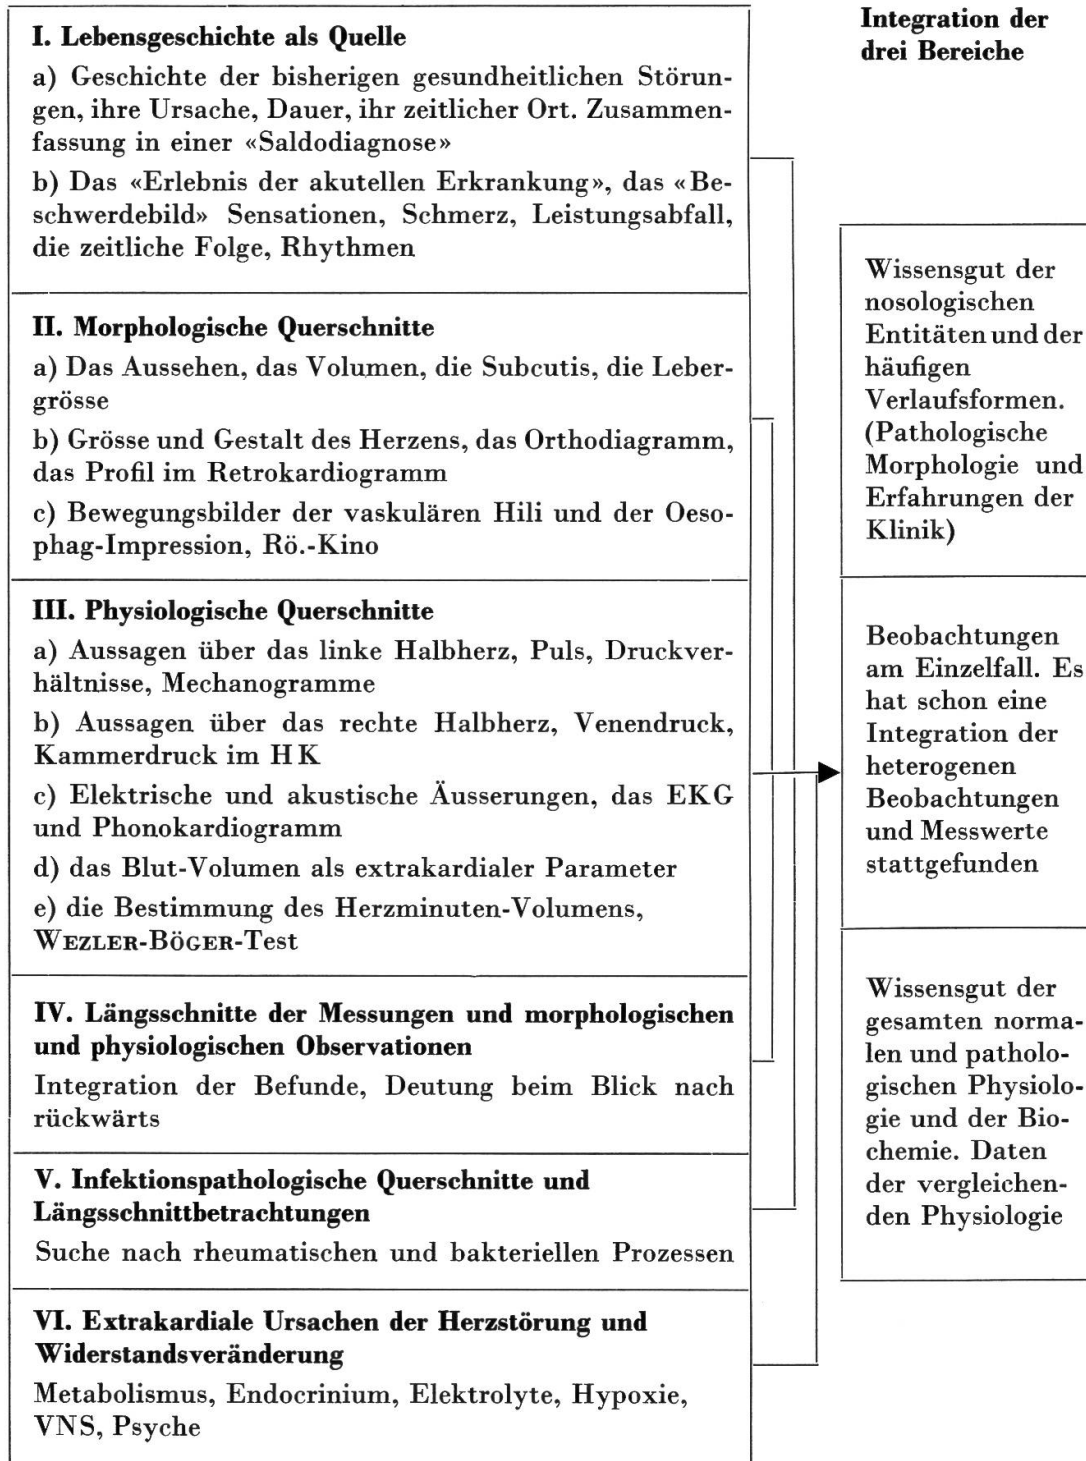 I. Lebensgeschichte als Quelle
a) Geschichte der bisherigen gesundheitlichen Störun-
gen, ihre Ursache, Dauer, ihr zeitlicher Ort. Zusammen-
fassung in einer «Saldodiagnose»
b) Das «Erlebnis der akutellen Erkrankung», das «Be-
schwerdebild» Sensationen, Schmerz, Leistungsabfall,
die zeitliche Folge, Rhythmen
II. Morphologische Querschnitte
a) Das Aussehen, das Volumen, die Subcutis, die Leber-
grösse
b) Grösse und Gestalt des Herzens, das Orthodiagramm,
das Profil im Retrokardiogramm
c) Bewegungsbilder der vaskulären Hili und der Oeso-
phag-Impression, Rö.-Kino
III. Physiologische Querschnitte
a) Aussagen über das linke Halbherz, Puls, Druckver-
hältnisse, Mechanogramme
b) Aussagen über das rechte Halbherz, Venendruck,
Kammerdruck im HK
c) Elektrische und akustische Äusserungen, das EKG
und Phonokardiogramm
d) das Blut-Volumen als extrakardialer Parameter
e) die Bestimmung des Herzminuten-Volumens,
WEZLER-BÖGER-Test
IV. Längsschnitte der Messungen und morphologischen
und physiologischen Observationen
Integration der Befunde, Deutung beim Blick nach
rückwärts
V. Infektionspathologische Querschnitte und
Längsschnittbetrachtungen
Suche nach rheumatischen und bakteriellen Prozessen
VI. Extrakardiale Ursachen der Herzstörung und
Widerstandsveränderung
Metabolismus, Endocrinium, Elektrolyte, Hypoxie,
VNS, Psyche
Integration der
drei Bereiche
Wissensgut der
nosologischen
Entitäten und der
häufigen
Verlaufsformen.
(Pathologische
Morphologie und
Erfahrungen der
Klinik)
Beobachtungen
am Einzelfall. Es
hat schon eine
Integration der
heterogenen
Beobachtungen
und Messwerte
stattgefunden
Wissensgut der
gesamten norma-
len und patholo-
gischen Physiolo-
gie und der Bio-
chemie. Daten
der vergleichen-
den Physiologie